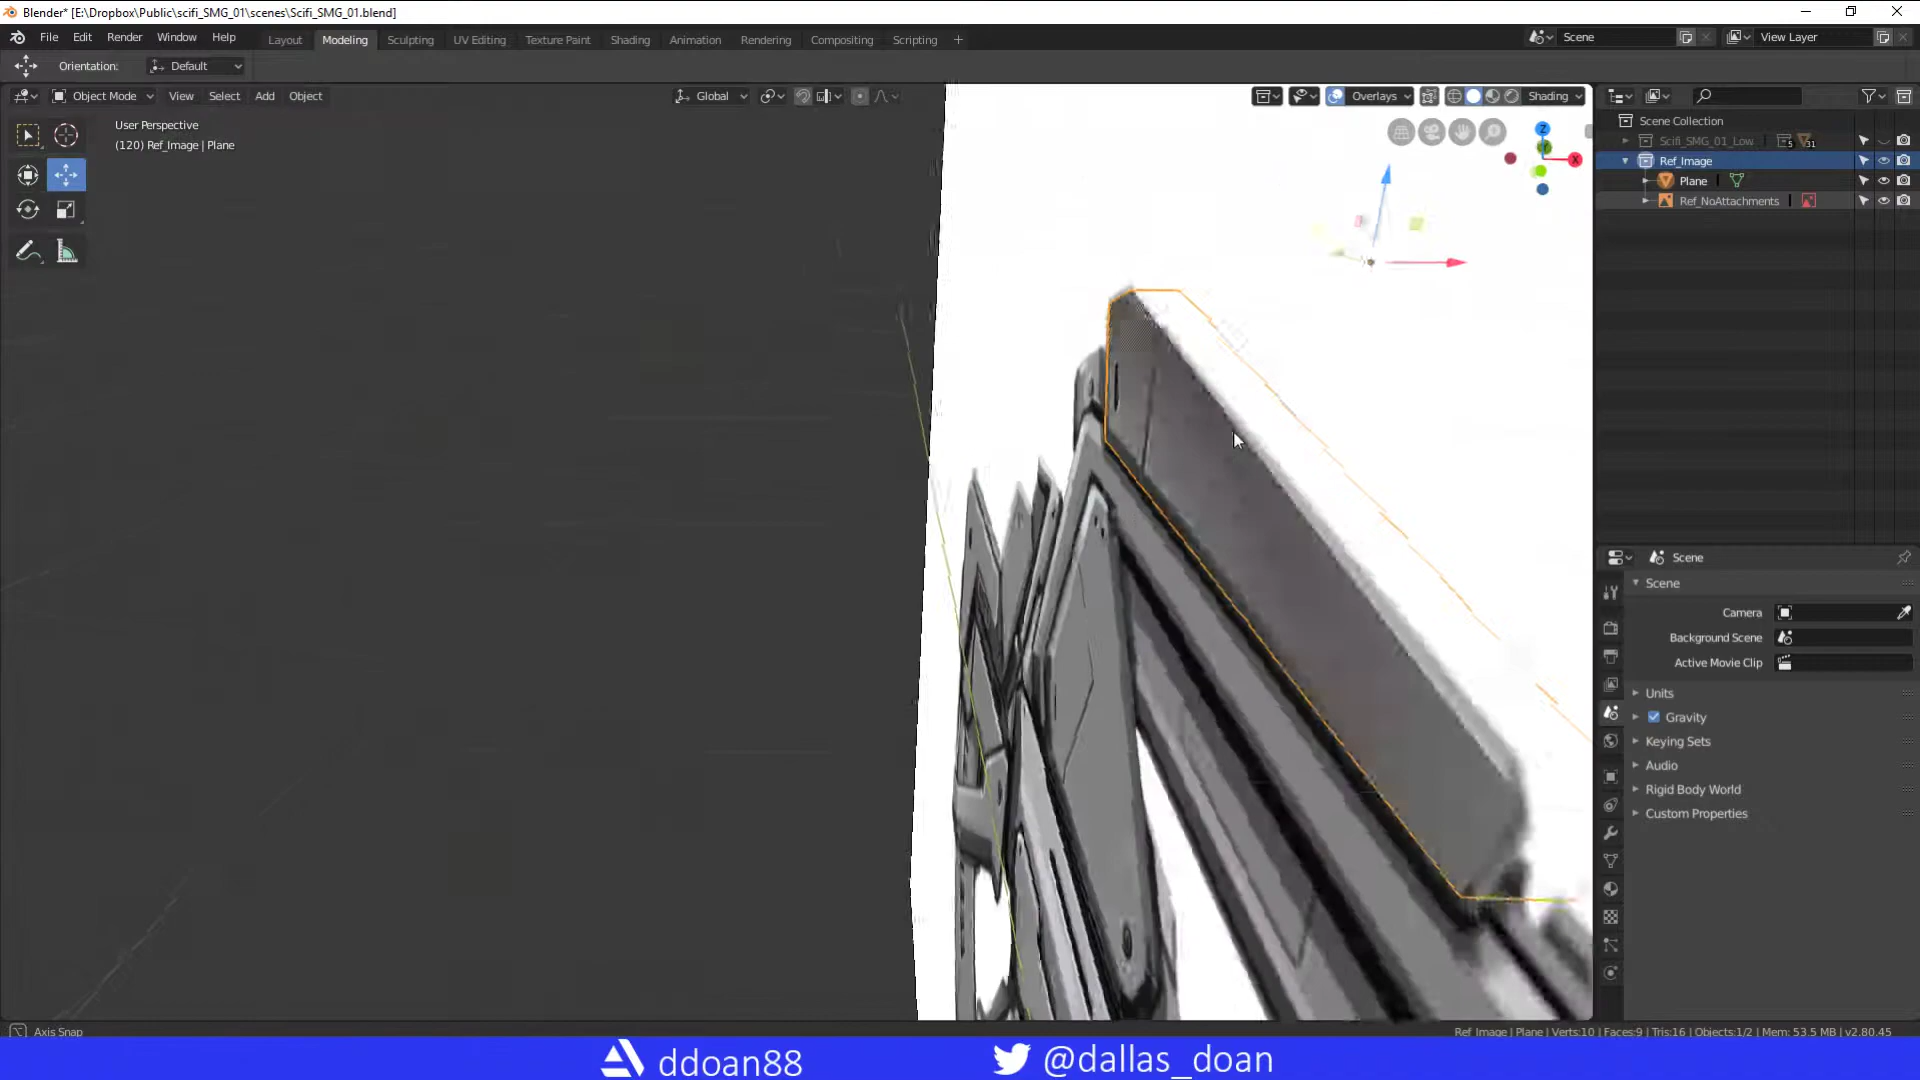 Blender* [E:\Dropbox\Public\scifi_SMG_01\scenes\Scifi_SMG_01.blend]
File Edit Render Window Help Layout Modeling Sculpting UV Editing Texture Paint Shading Animation Rendering Compositing Scripting + Scene View Layer
Orientation: Default
Object Mode View Select Add Object Global Overlays Shading
User Perspective
(120) Ref_Image | Plane
Z
Y
X
Scene Collection
Scifi_SMG_01_Low 5 31
Ref_Image
Plane
Ref_NoAttachments
Scene
Scene
Camera
Background Scene
Active Movie Clip
Units
Gravity
Keying Sets
Audio
Rigid Body World
Custom Properties
Axis Snap
Ref Image | Plane | Verts:10 | Faces:9 | Tris:16 | Objects:1/2 | Mem: 53.5 MB | v2.80.45
ddoan88 @dallas_doan